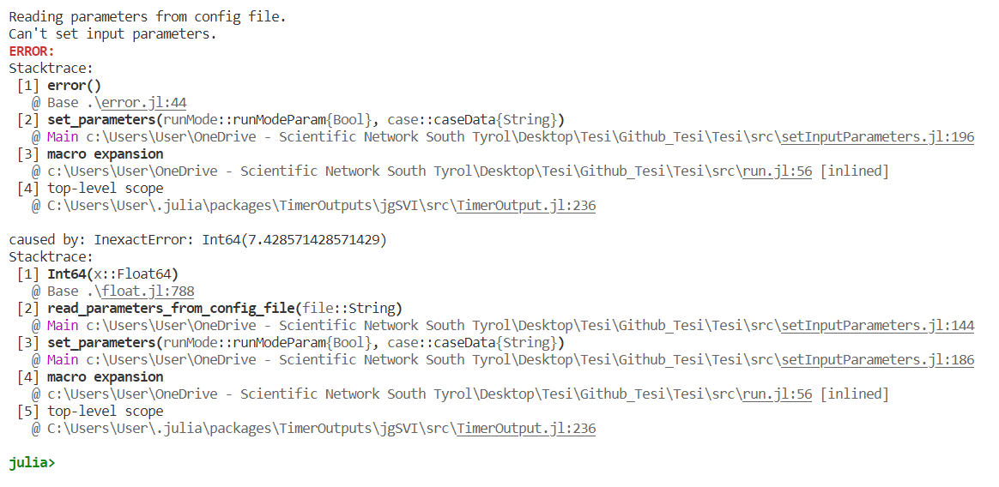 Reading parameters from config file.
Can't set input parameters.
ERROR:
Stacktrace:
 [1] error()
   @ Base .\error.jl:44
 [2] set_parameters(runMode::runModeParam{Bool}, case::caseData{String})
   @ Main c:\Users\User\OneDrive - Scientific Network South Tyrol\Desktop\Tesi\Github_Tesi\Tesi\src\setInputParameters.jl:196
 [3] macro expansion
   @ c:\Users\User\OneDrive - Scientific Network South Tyrol\Desktop\Tesi\Github_Tesi\Tesi\src\run.jl:56 [inlined]
 [4] top-level scope
   @ C:\Users\User\.julia\packages\TimerOutputs\jgSVI\src\TimerOutput.jl:236

caused by: InexactError: Int64(7.428571428571429)
Stacktrace:
 [1] Int64(x::Float64)
   @ Base .\float.jl:788
 [2] read_parameters_from_config_file(file::String)
   @ Main c:\Users\User\OneDrive - Scientific Network South Tyrol\Desktop\Tesi\Github_Tesi\Tesi\src\setInputParameters.jl:144
 [3] set_parameters(runMode::runModeParam{Bool}, case::caseData{String})
   @ Main c:\Users\User\OneDrive - Scientific Network South Tyrol\Desktop\Tesi\Github_Tesi\Tesi\src\setInputParameters.jl:186
 [4] macro expansion
   @ c:\Users\User\OneDrive - Scientific Network South Tyrol\Desktop\Tesi\Github_Tesi\Tesi\src\run.jl:56 [inlined]
 [5] top-level scope
   @ C:\Users\User\.julia\packages\TimerOutputs\jgSVI\src\TimerOutput.jl:236

julia>